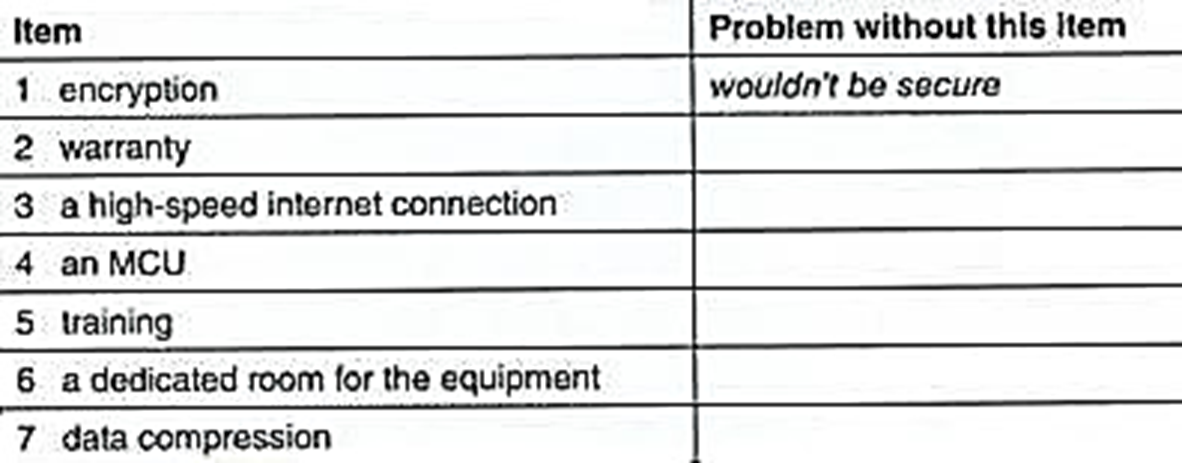 Item Problem without this item
1 encryption wouldn't be secure
2 warranty
3 a high-speed internet connection
4 an MCU
5 training
6 a dedicated room for the equipment
7 data compression